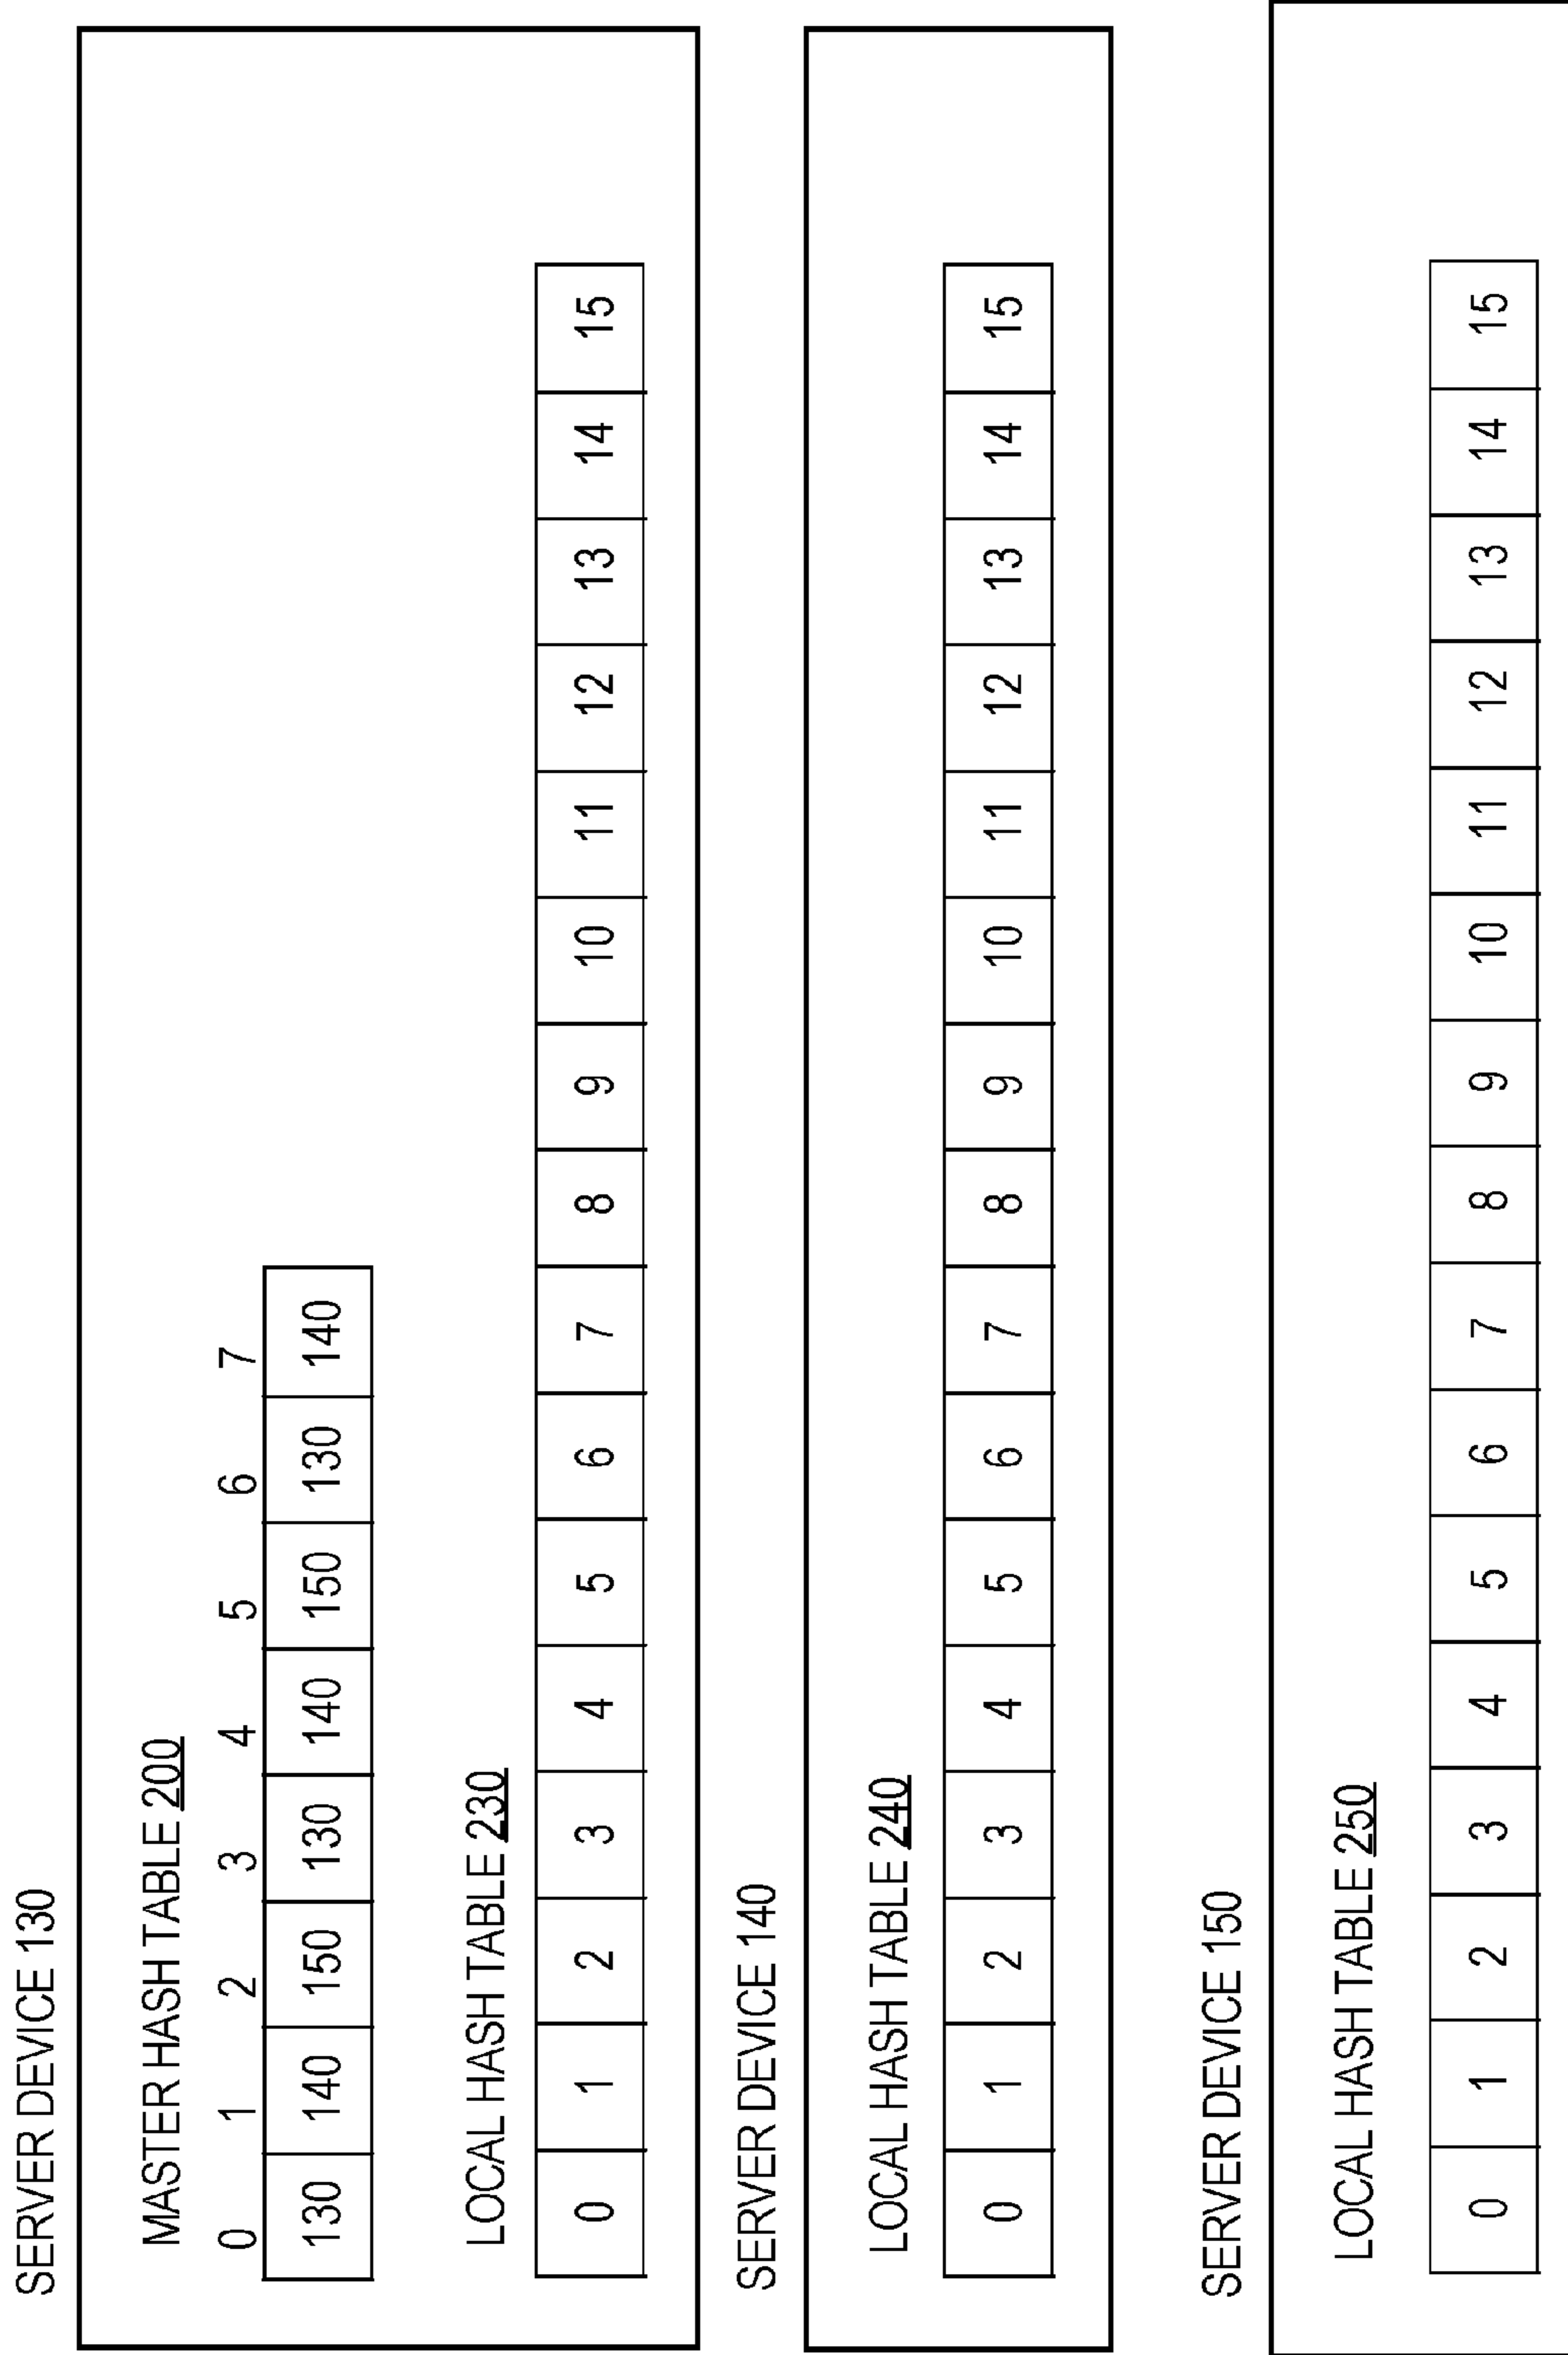 SERVER DEVICE 130
MASTER HASH TABLE 200
0 1 2 3 4 5 6 7
130 140 150 130 140 150 130 140
LOCAL HASH TABLE 230
0 1 2 3 4 5 6 7 8 9 10 11 12 13 14 15
SERVER DEVICE 140
LOCAL HASH TABLE 240
0 1 2 3 4 5 6 7 8 9 10 11 12 13 14 15
SERVER DEVICE 150
LOCAL HASH TABLE 250
0 1 2 3 4 5 6 7 8 9 10 11 12 13 14 15